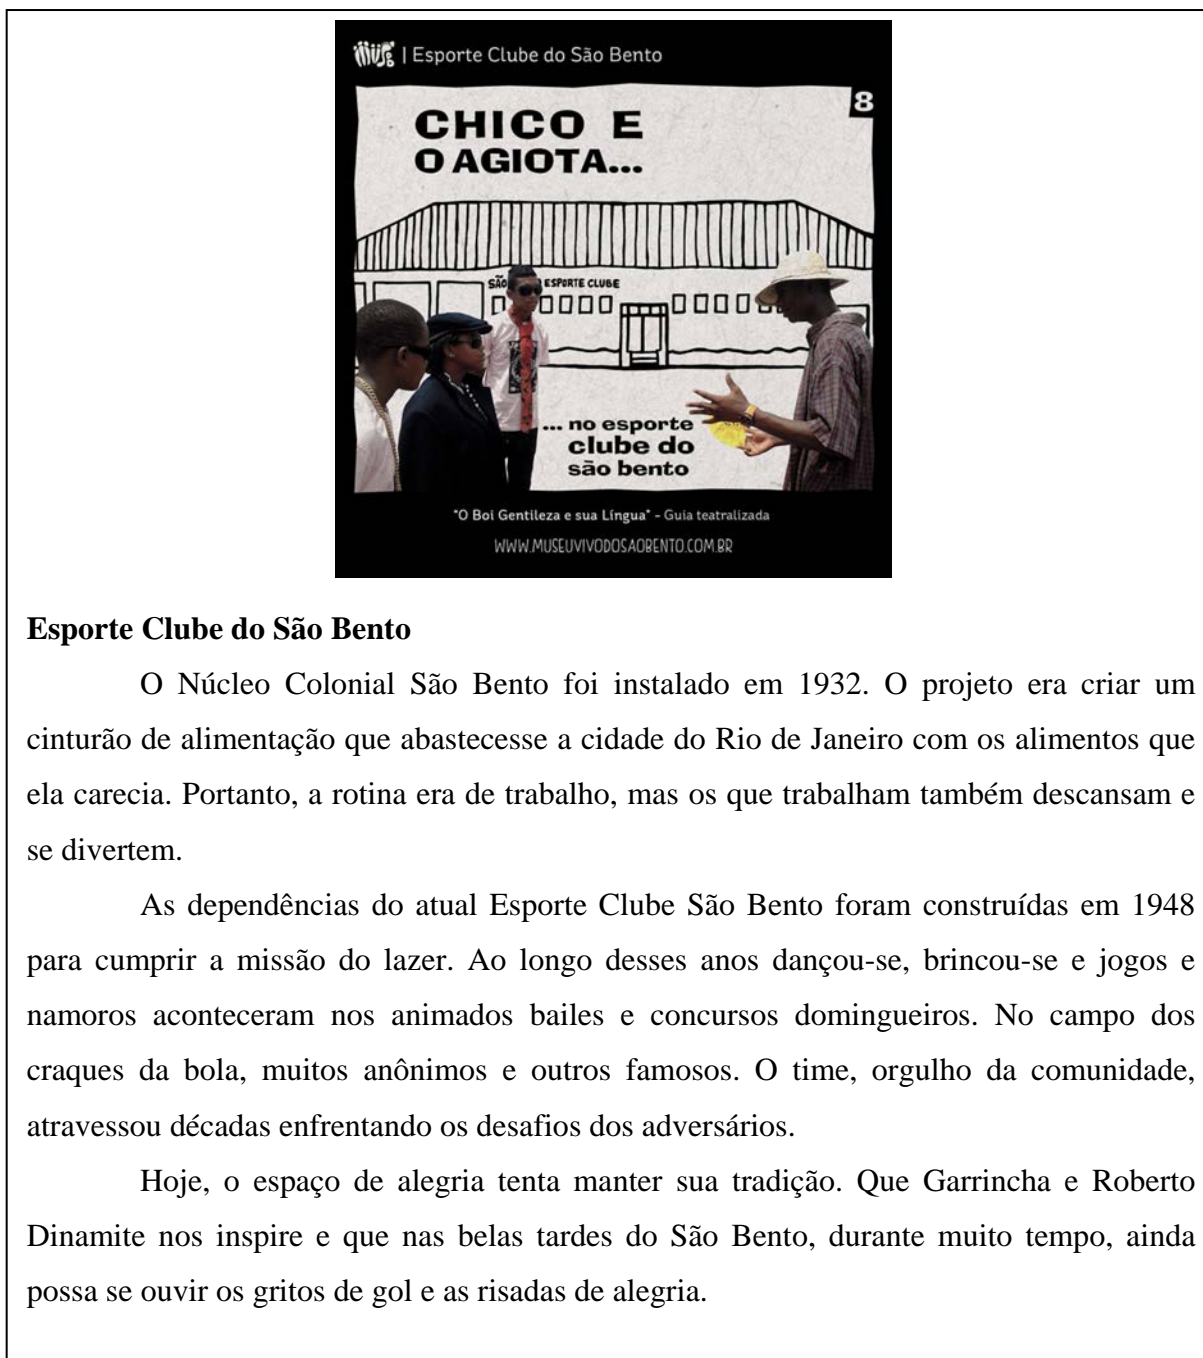 | Esporte Clube do São Bento
8
CHICO E
O AGIOTA...
SÃO ESPORTE CLUBE
... no esporte
clube do
são bento
"O Boi Gentileza e sua Língua" - Guia teatralizada
WWW.MUSEUVIVODOSAOBENTO.COM.BR
Esporte Clube do São Bento
O Núcleo Colonial São Bento foi instalado em 1932. O projeto era criar um
cinturão de alimentação que abastecesse a cidade do Rio de Janeiro com os alimentos que
ela carecia. Portanto, a rotina era de trabalho, mas os que trabalham também descansam e
se divertem.
As dependências do atual Esporte Clube São Bento foram construídas em 1948
para cumprir a missão do lazer. Ao longo desses anos dançou-se, brincou-se e jogos e
namoros aconteceram nos animados bailes e concursos domingueiros. No campo dos
craques da bola, muitos anônimos e outros famosos. O time, orgulho da comunidade,
atravessou décadas enfrentando os desafios dos adversários.
Hoje, o espaço de alegria tenta manter sua tradição. Que Garrincha e Roberto
Dinamite nos inspire e que nas belas tardes do São Bento, durante muito tempo, ainda
possa se ouvir os gritos de gol e as risadas de alegria.